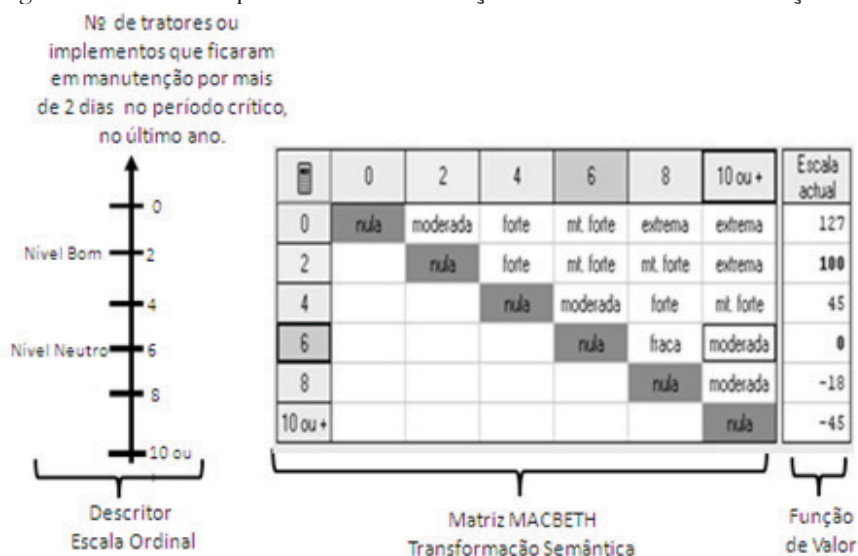 Nº de tratores ou
implementos que ficaram
em manutenção por mais
de 2 dias no período crítico,
no último ano.
0
Nível Bom 2
4
Nível Neutro 6
8
10 ou
Descritor
Escala Ordinal
0 2 4 6 8 10 ou + Escala actual
0 nula moderada forte mt. forte extrema extrema 127
2 nula forte mt. forte mt. forte extrema 100
4 nula moderada forte mt. forte 45
6 nula fraca moderada 0
8 nula moderada -18
10 ou + nula -45
Matriz MACBETH
Transformação Semântica
Função
de Valor